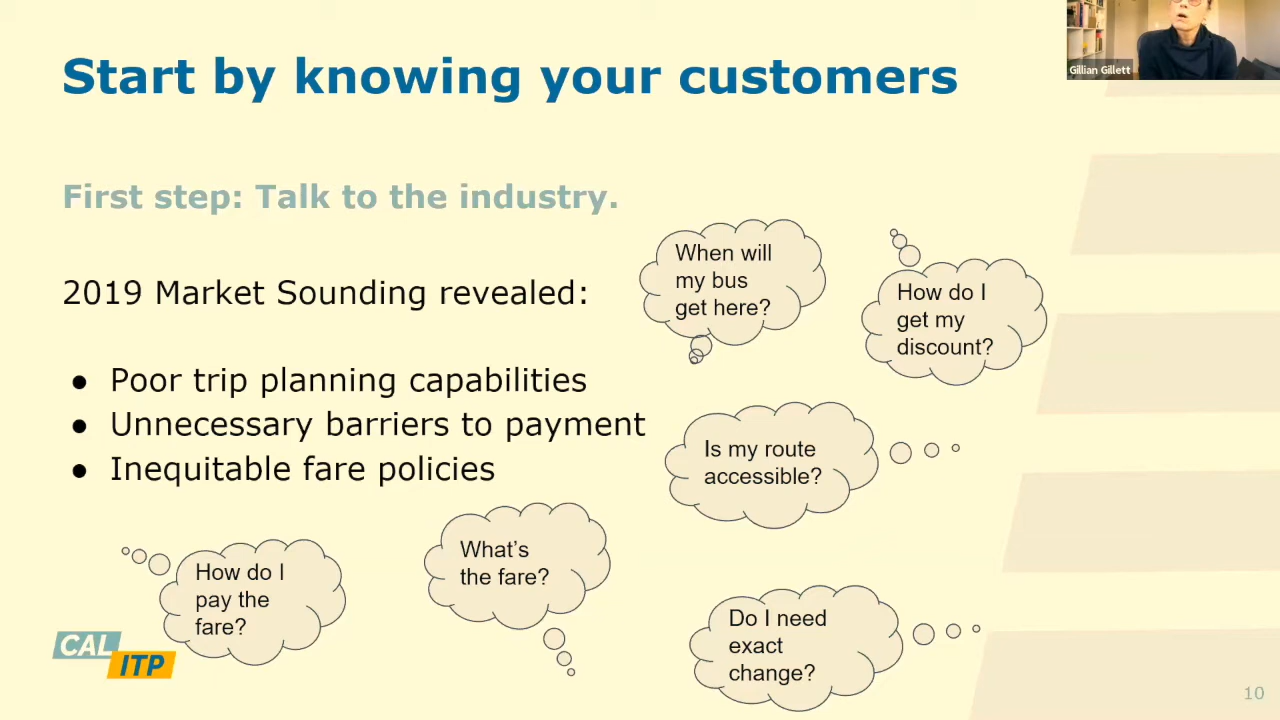 Start by knowing your customers
Gillian Gillett
First step: Talk to the industry.
2019 Market Sounding revealed:
● Poor trip planning capabilities
● Unnecessary barriers to payment
● Inequitable fare policies
When will
my bus
get here?
How do I
get my
discount?
Is my route
accessible?
How do I
pay the
fare?
What's
the fare?
Do I need
exact
change?
CAL
ITP
10